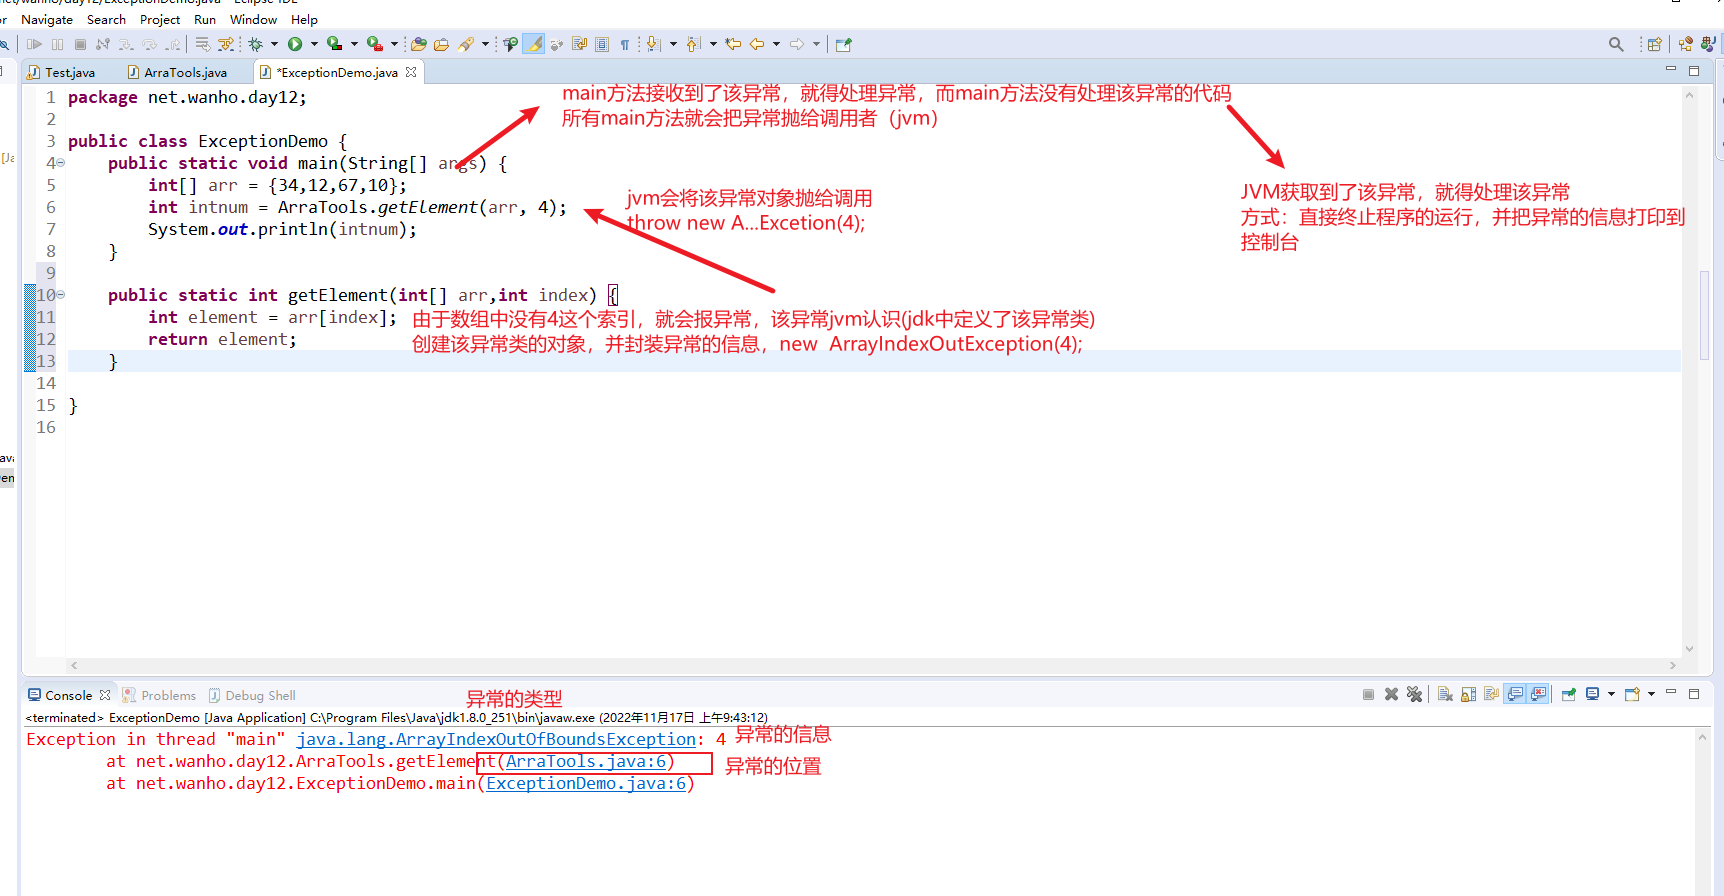 net/wanho/day12/ExceptionDemo.java - Eclipse IDE
Navigate Search Project Run Window Help
Test.java ArraTools.java *ExceptionDemo.java
main方法接收到了该异常，就得处理异常，而main方法没有处理该异常的代码
所有main方法就会把异常抛给调用者（jvm）
1 package net.wanho.day12;
2
3 public class ExceptionDemo {
4 public static void main(String[] args) {
5 int[] arr = {34,12,67,10};
6 int intnum = ArraTools.getElement(arr, 4);
7 System.out.println(intnum);
8 }
9
10 public static int getElement(int[] arr,int index) {
11 int element = arr[index];
12 return element;
13 }
14
15 }
16
jvm会将该异常对象抛给调用
throw new A...Excetion(4);
JVM获取到了该异常，就得处理该异常
方式：直接终止程序的运行，并把异常的信息打印到
控制台
由于数组中没有4这个索引，就会报异常，该异常jvm认识(jdk中定义了该异常类)
创建该异常类的对象，并封装异常的信息，new ArrayIndexOutException(4);
[Ja
Console Problems Debug Shell
异常的类型
<terminated> ExceptionDemo [Java Application] C:\Program Files\Java\jdk1.8.0_251\bin\javaw.exe (2022年11月17日 上午9:43:12)
Exception in thread "main" java.lang.ArrayIndexOutOfBoundsException: 4
异常的信息
at net.wanho.day12.ArraTools.getElement(ArraTools.java:6)
异常的位置
at net.wanho.day12.ExceptionDemo.main(ExceptionDemo.java:6)